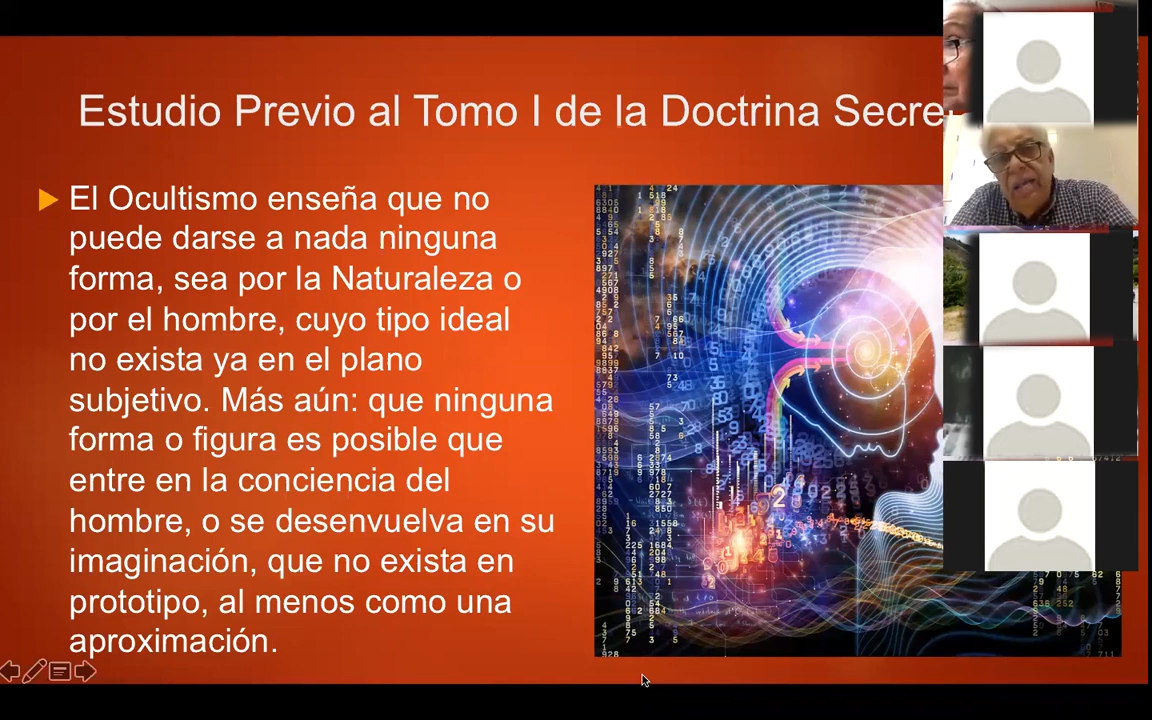 Estudio Previo al Tomo I de la Doctrina
El Ocultismo enseña que no
puede darse a nada ninguna
forma, sea por la Naturaleza o
por el hombre, cuyo tipo ideal
no exista ya en el plano
subjetivo. Más aún: que ninguna
forma o figura es posible que
entre en la conciencia del
hombre, o se desenvuelva en su
imaginación, que no exista en
prototipo, al menos como una
aproximación.